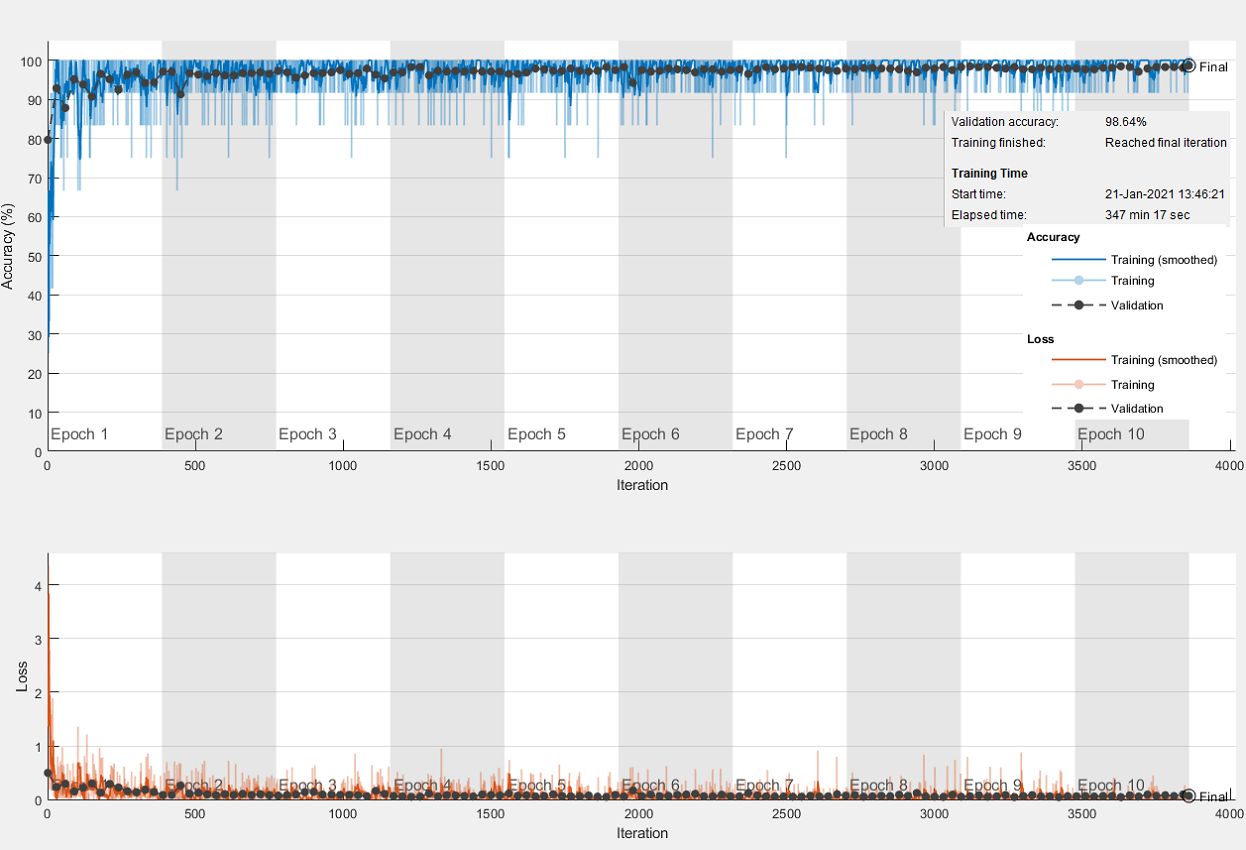 100
90
80
70
60
50
40
30
20
10
0
Accuracy (%)
Final
Validation accuracy: 98.64%
Training finished: Reached final iteration
Training Time
Start time: 21-Jan-2021 13:46:21
Elapsed time: 347 min 17 sec
Accuracy
Training (smoothed)
Training
Validation
Loss
Training (smoothed)
Training
Validation
Epoch 1 Epoch 2 Epoch 3 Epoch 4 Epoch 5 Epoch 6 Epoch 7 Epoch 8 Epoch 9 Epoch 10
0 500 1000 1500 2000 2500 3000 3500 4000
Iteration
4
3
2
1
0
Loss
Epoch 2 Epoch 3 Epoch 4 Epoch 5 Epoch 6 Epoch 7 Epoch 8 Epoch 9 Epoch 10
Final
0 500 1000 1500 2000 2500 3000 3500 4000
Iteration